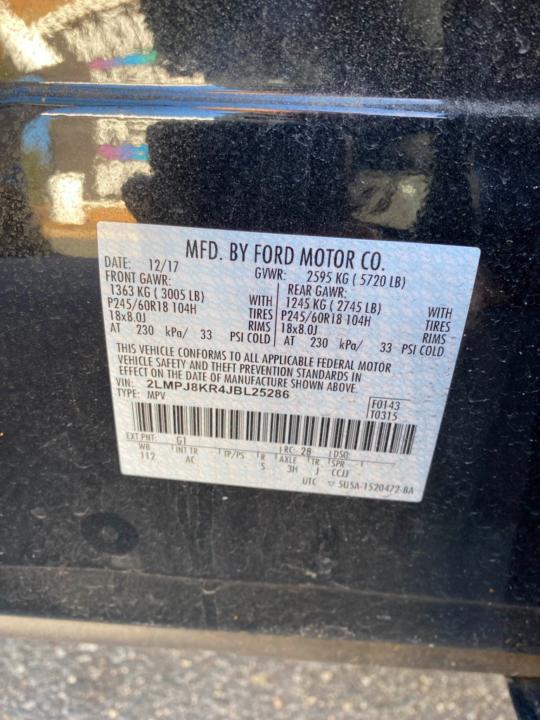 MFD. BY FORD MOTOR CO.
DATE: 12/17 GVWR: 2595 KG ( 5720 LB)
FRONT GAWR: REAR GAWR:
1363 KG ( 3005 LB) WITH 1245 KG ( 2745 LB) WITH
P245/60R18 104H TIRES P245/60R18 104H TIRES
18x8.0J RIMS 18x8.0J RIMS
AT 230 kPa/ 33 PSI COLD AT 230 kPa/ 33 PSI COLD
THIS VEHICLE CONFORMS TO ALL APPLICABLE FEDERAL MOTOR
VEHICLE SAFETY AND THEFT PREVENTION STANDARDS IN
EFFECT ON THE DATE OF MANUFACTURE SHOWN ABOVE.
VIN: 2LMPJ8KR4JBL25286 F0143
TYPE: MPV T0315
EXT PNT: G1 RC: 28 DSO:
WB INT TR TP/PS R AXLE TR SPR
112 AC S 3H J CCJJ
UTC ▽ 5U5A-1520472-BA